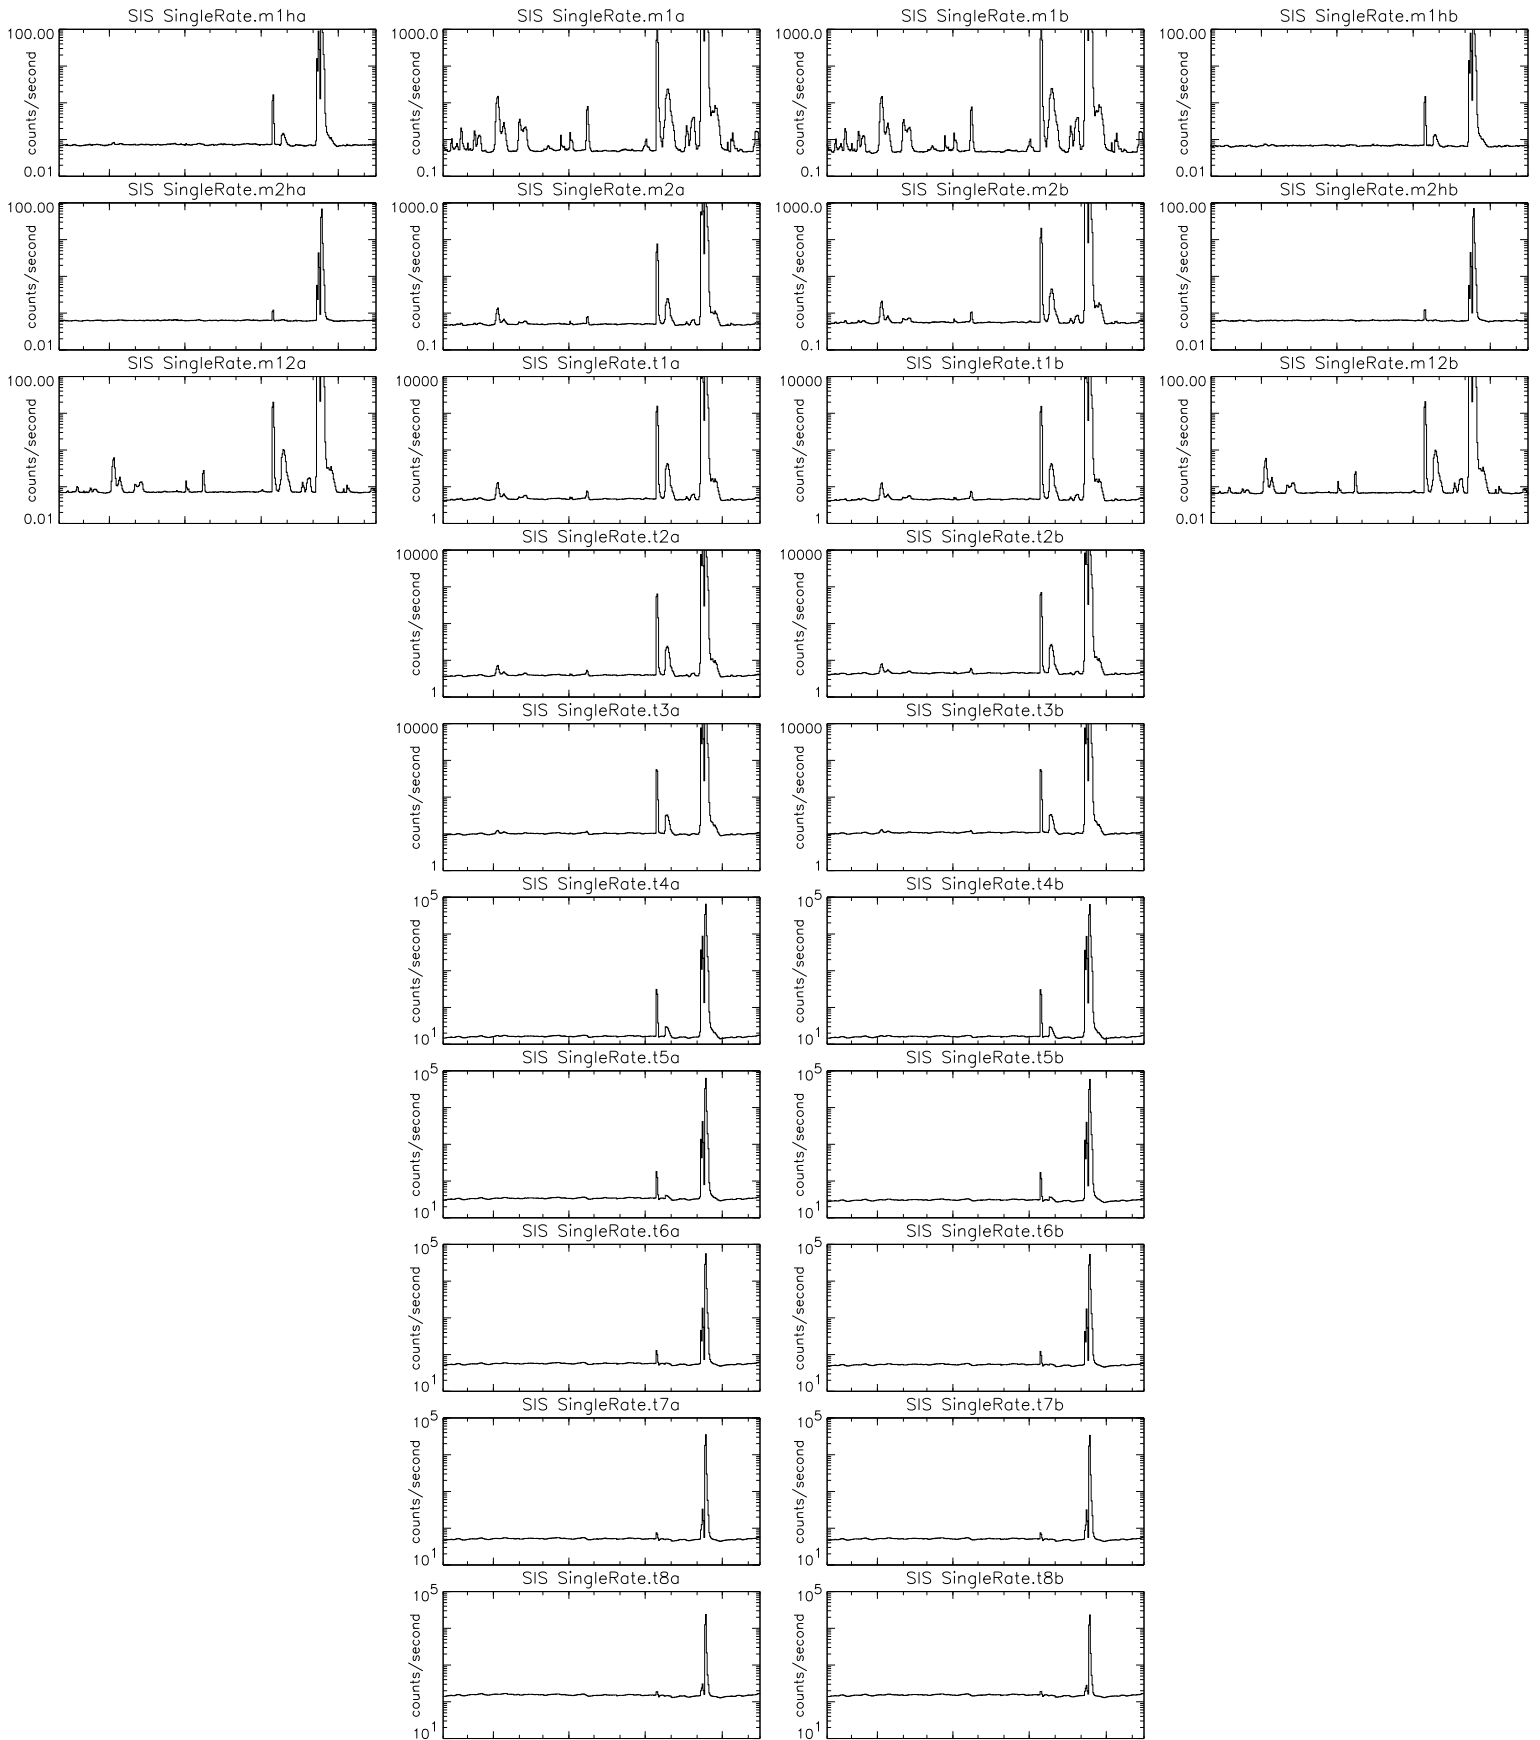 SIS SingleRate.m1ha
SIS SingleRate.m1a
SIS SingleRate.m1b
SIS SingleRate.m1hb
100.00
counts/second
0.01
1000.0
counts/second
0.1
1000.0
counts/second
0.1
100.00
counts/second
0.01
SIS SingleRate.m2ha
SIS SingleRate.m2a
SIS SingleRate.m2b
SIS SingleRate.m2hb
100.00
counts/second
0.01
1000.0
counts/second
0.1
1000.0
counts/second
0.1
100.00
counts/second
0.01
SIS SingleRate.m12a
SIS SingleRate.t1a
SIS SingleRate.t1b
SIS SingleRate.m12b
100.00
counts/second
0.01
10000
counts/second
1
10000
counts/second
1
100.00
counts/second
0.01
SIS SingleRate.t2a
SIS SingleRate.t2b
10000
counts/second
1
10000
counts/second
1
SIS SingleRate.t3a
SIS SingleRate.t3b
10000
counts/second
1
10000
counts/second
1
SIS SingleRate.t4a
SIS SingleRate.t4b
10^5
counts/second
10^1
10^5
counts/second
10^1
SIS SingleRate.t5a
SIS SingleRate.t5b
10^5
counts/second
10^1
10^5
counts/second
10^1
SIS SingleRate.t6a
SIS SingleRate.t6b
10^5
counts/second
10^1
10^5
counts/second
10^1
SIS SingleRate.t7a
SIS SingleRate.t7b
10^5
counts/second
10^1
10^5
counts/second
10^1
SIS SingleRate.t8a
SIS SingleRate.t8b
10^5
counts/second
10^1
10^5
counts/second
10^1